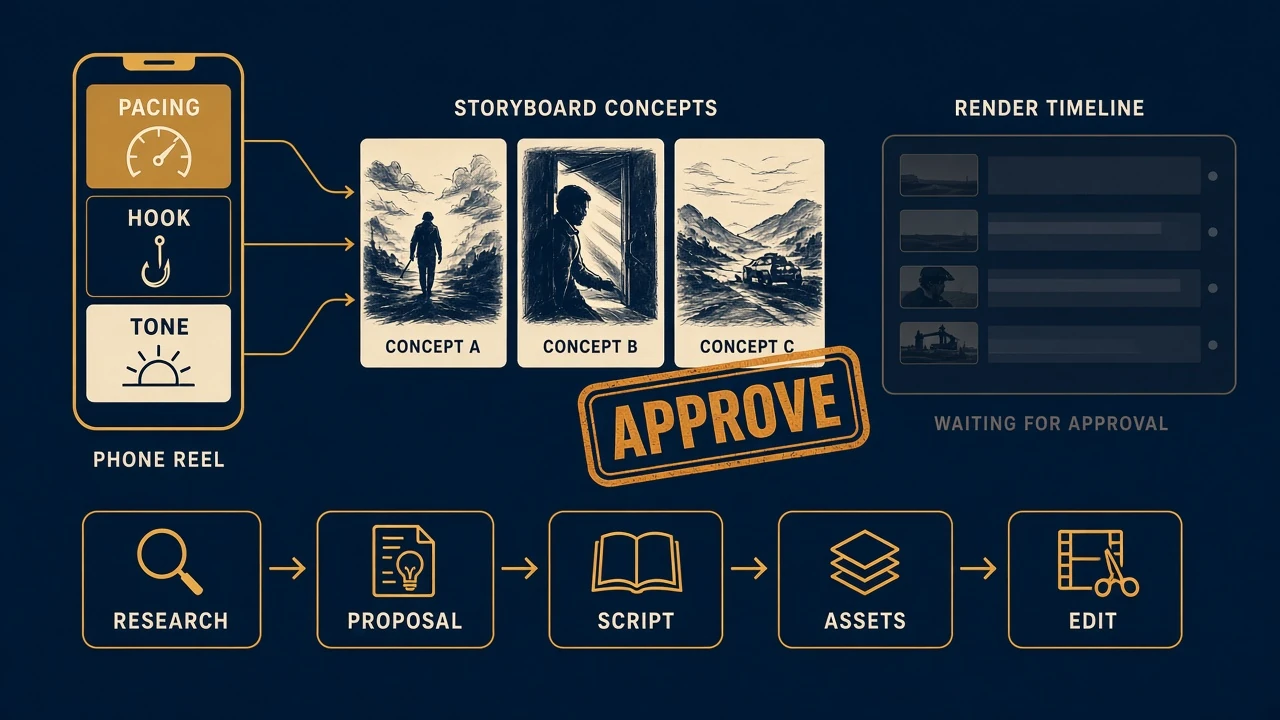 PACING
HOOK
TONE
PHONE REEL
STORYBOARD CONCEPTS
CONCEPT A
CONCEPT B
CONCEPT C
APPROVE
RENDER TIMELINE
WAITING FOR APPROVAL
RESEARCH
PROPOSAL
SCRIPT
ASSETS
EDIT